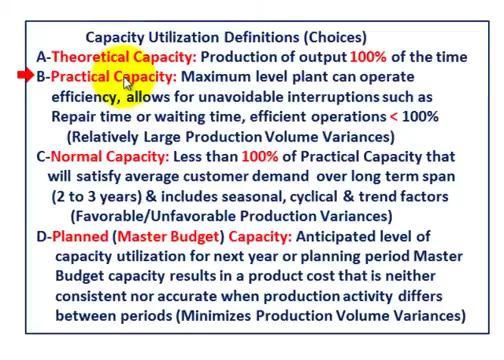 Capacity Utilization Definitions (Choices)
A-Theoretical Capacity: Production of output 100% of the time
B-Practical Capacity: Maximum level plant can operate
efficiency, allows for unavoidable interruptions such as
Repair time or waiting time, efficient operations < 100%
(Relatively Large Production Volume Variances)
C-Normal Capacity: Less than 100% of Practical Capacity that
will satisfy average customer demand over long term span
(2 to 3 years) & includes seasonal, cyclical & trend factors
(Favorable/Unfavorable Production Variances)
D-Planned (Master Budget) Capacity: Anticipated level of
capacity utilization for next year or planning period Master
Budget capacity results in a product cost that is neither
consistent nor accurate when production activity differs
between periods (Minimizes Production Volume Variances)